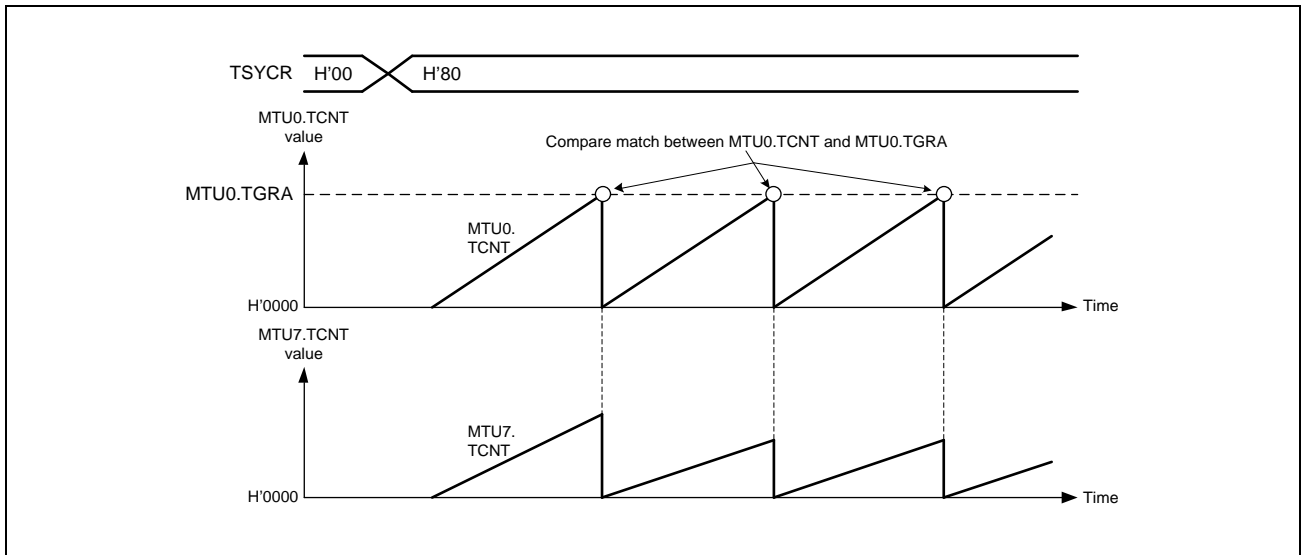 TSYCR H'00 H'80
MTU0.TCNT
value
Compare match between MTU0.TCNT and MTU0.TGRA
MTU0.TGRA
MTU0.
TCNT
H'0000
Time
MTU7.TCNT
value
MTU7.
TCNT
H'0000
Time